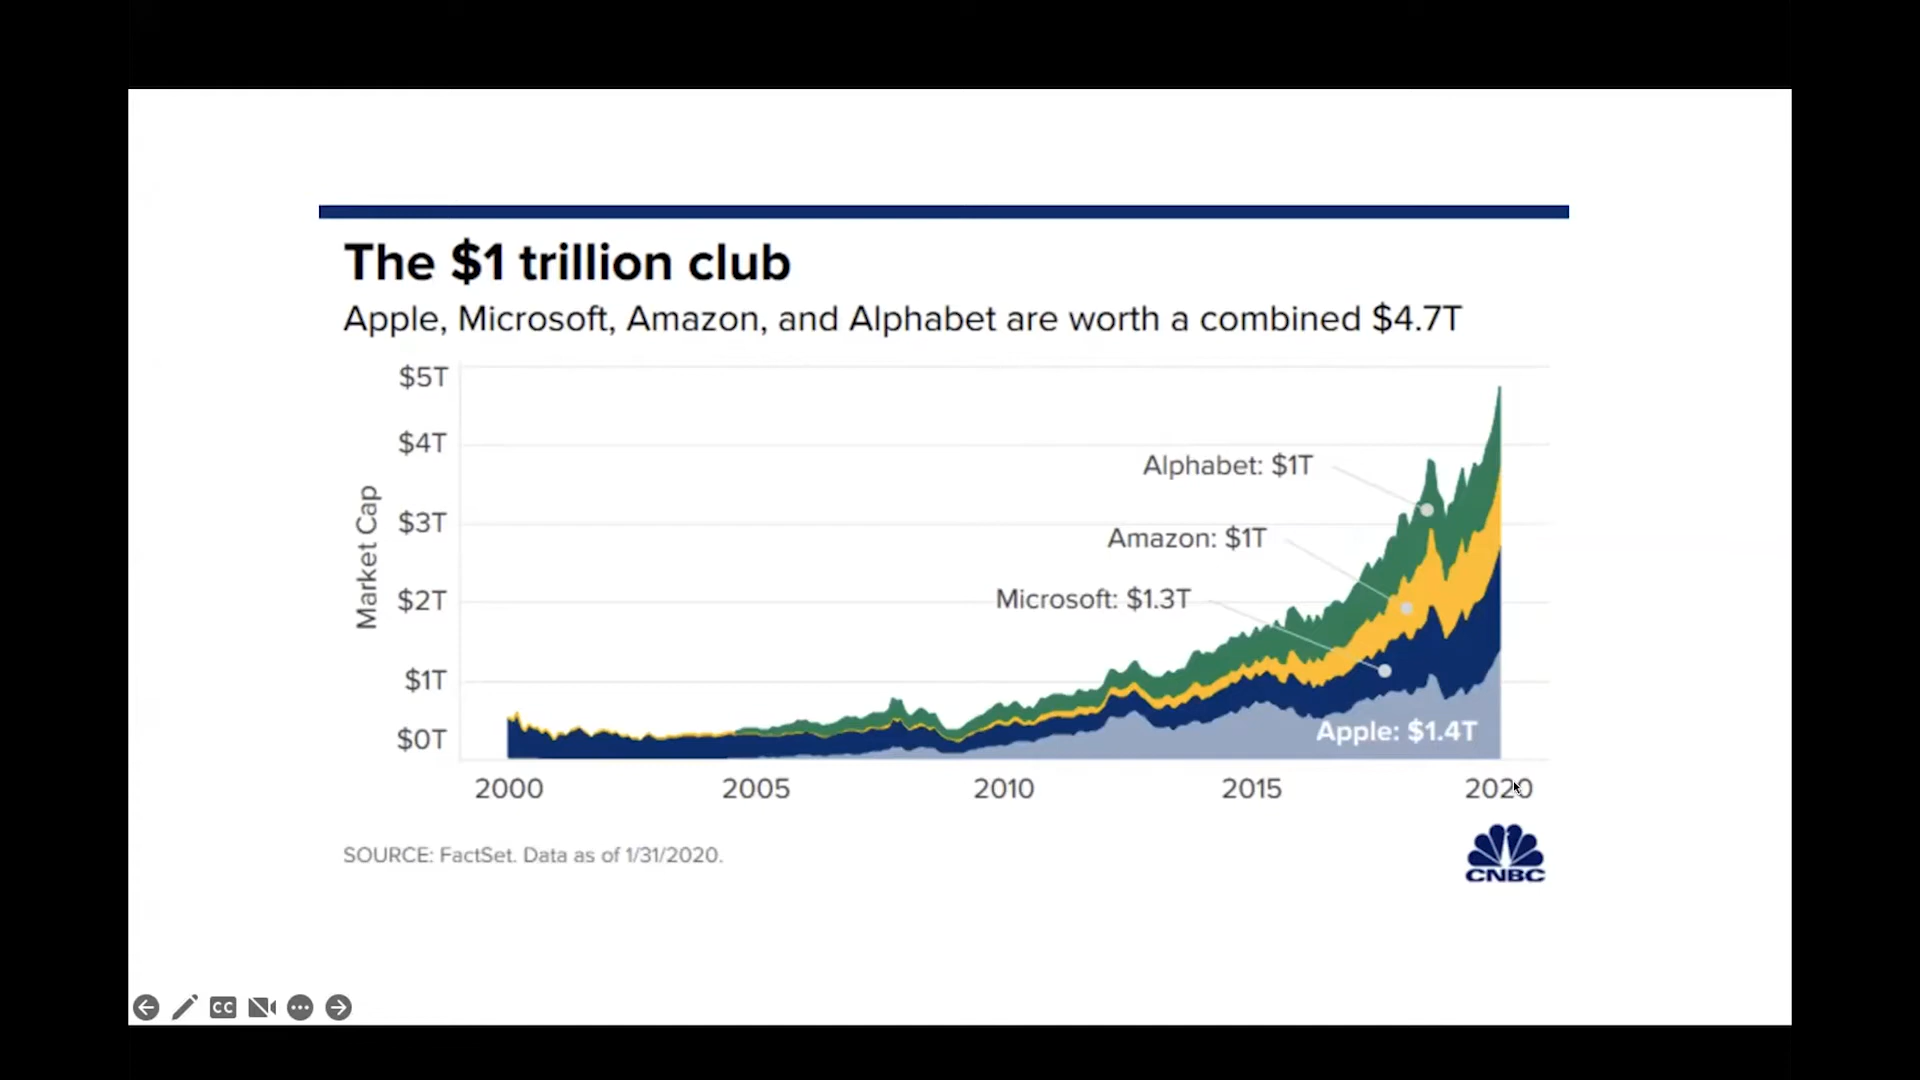 The $1 trillion club
Apple, Microsoft, Amazon, and Alphabet are worth a combined $4.7T
$5T
$4T
$3T
$2T
$1T
$0T
Market Cap
Alphabet: $1T
Amazon: $1T
Microsoft: $1.3T
Apple: $1.4T
2000 2005 2010 2015 2020
SOURCE: FactSet. Data as of 1/31/2020.
CNBC
CC